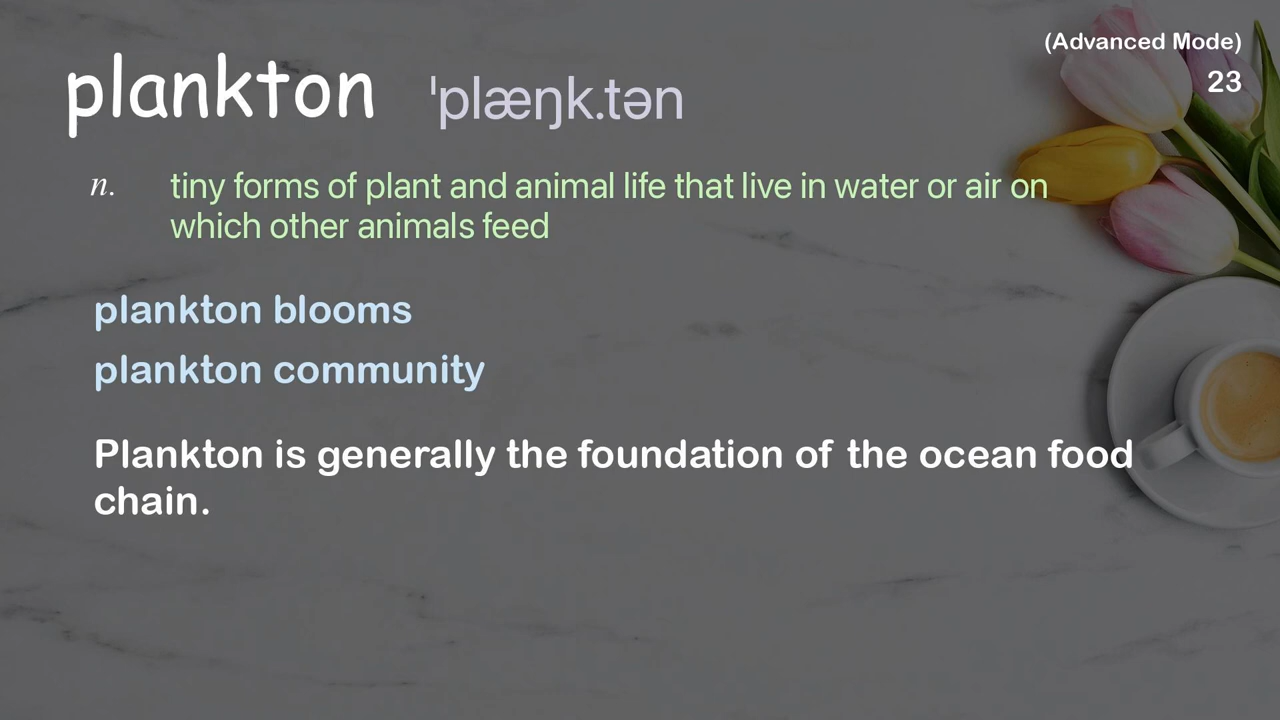 (Advanced Mode)
23
plankton ˈplæŋk.tən
n. tiny forms of plant and animal life that live in water or air on
which other animals feed
plankton blooms
plankton community
Plankton is generally the foundation of the ocean food
chain.